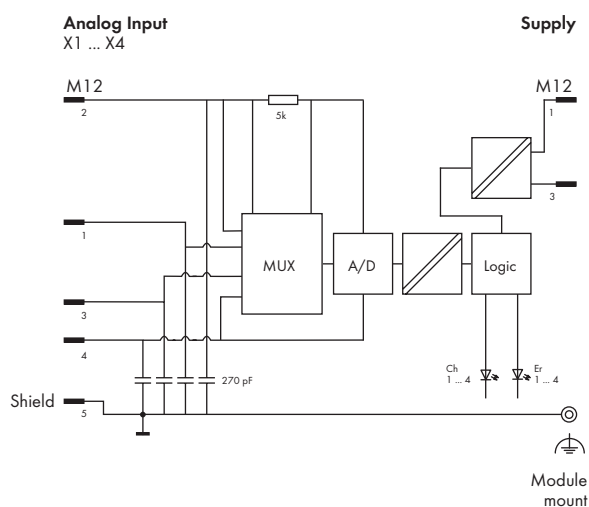 Analog Input
X1 ... X4
Supply
M12
2
5k
M12
1
3
1
MUX
A/D
Logic
3
4
270 pF
Ch
1 ... 4
Er
1 ... 4
Shield
5
Module
mount